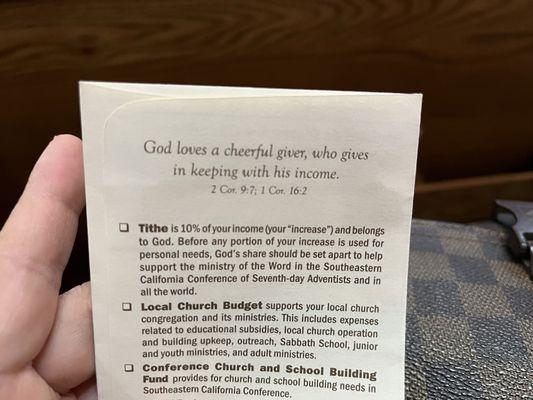 God loves a cheerful giver, who gives
in keeping with his income.
2 Cor. 9:7; 1 Cor. 16:2
❑ Tithe is 10% of your income (your “increase”) and belongs
to God. Before any portion of your increase is used for
personal needs, God’s share should be set apart to help
support the ministry of the Word in the Southeastern
California Conference of Seventh-day Adventists and in
all the world.
❑ Local Church Budget supports your local church
congregation and its ministries. This includes expenses
related to educational subsidies, local church operation
and building upkeep, outreach, Sabbath School, junior
and youth ministries, and adult ministries.
❑ Conference Church and School Building
Fund provides for church and school building needs in
Southeastern California Conference.